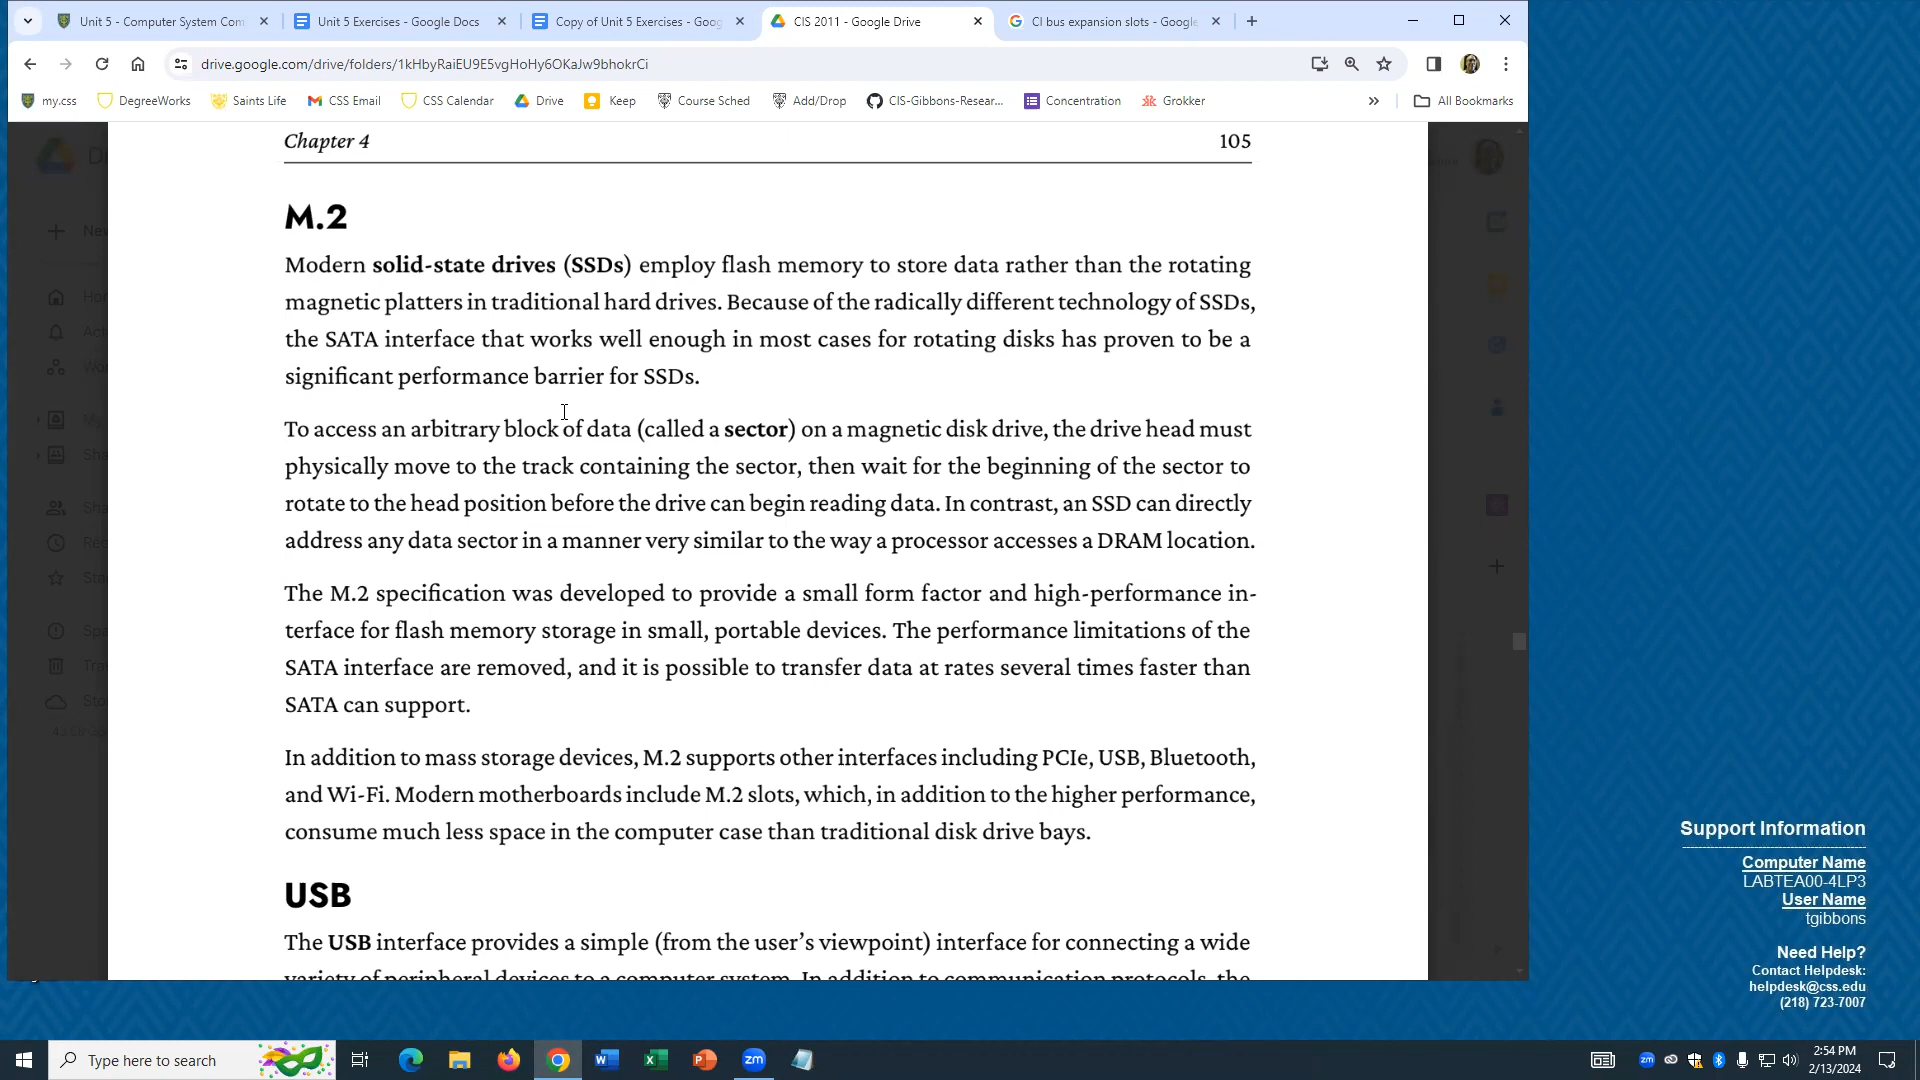 Unit 5 - Computer System Com
Unit 5 Exercises - Google Docs
Copy of Unit 5 Exercises - Goog
CIS 2011 - Google Drive
CI bus expansion slots - Google
drive.google.com/drive/folders/1kHbyRaiEU9E5vgHoHy6OKaJw9bhokrCi
my.css
DegreeWorks
Saints Life
CSS Email
CSS Calendar
Drive
Keep
Course Sched
Add/Drop
CIS-Gibbons-Resear...
Concentration
Grokker
All Bookmarks
Chapter 4
105
M.2
Modern solid-state drives (SSDs) employ flash memory to store data rather than the rotating
magnetic platters in traditional hard drives. Because of the radically different technology of SSDs,
the SATA interface that works well enough in most cases for rotating disks has proven to be a
significant performance barrier for SSDs.
To access an arbitrary block of data (called a sector) on a magnetic disk drive, the drive head must
physically move to the track containing the sector, then wait for the beginning of the sector to
rotate to the head position before the drive can begin reading data. In contrast, an SSD can directly
address any data sector in a manner very similar to the way a processor accesses a DRAM location.
The M.2 specification was developed to provide a small form factor and high-performance in-
terface for flash memory storage in small, portable devices. The performance limitations of the
SATA interface are removed, and it is possible to transfer data at rates several times faster than
SATA can support.
In addition to mass storage devices, M.2 supports other interfaces including PCIe, USB, Bluetooth,
and Wi-Fi. Modern motherboards include M.2 slots, which, in addition to the higher performance,
consume much less space in the computer case than traditional disk drive bays.
USB
The USB interface provides a simple (from the user's viewpoint) interface for connecting a wide
variety of peripheral devices to a computer system. In addition to communication protocols, the
Support Information
Computer Name
LABTEA00-4LP3
User Name
tgibbons
Need Help?
Contact Helpdesk:
helpdesk@css.edu
(218) 723-7007
Type here to search
2:54 PM
2/13/2024